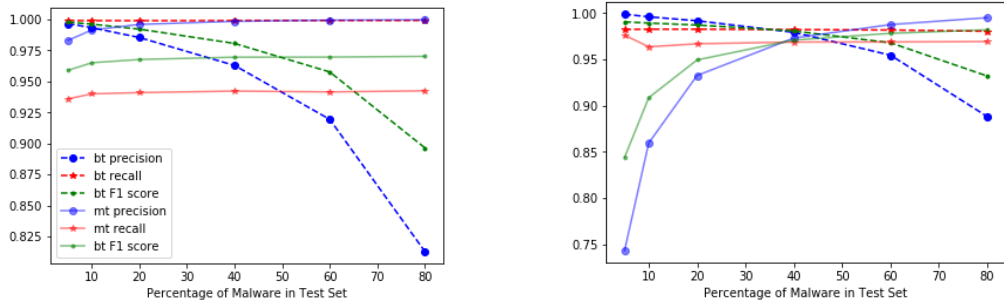 1.000
0.975
0.950
0.925
0.900
0.875
0.850
0.825
bt precision
bt recall
bt F1 score
mt precision
mt recall
bt F1 score
10 20 30 40 50 60 70 80
Percentage of Malware in Test Set
1.00
0.95
0.90
0.85
0.80
0.75
10 20 30 40 50 60 70 80
Percentage of Malware in Test Set